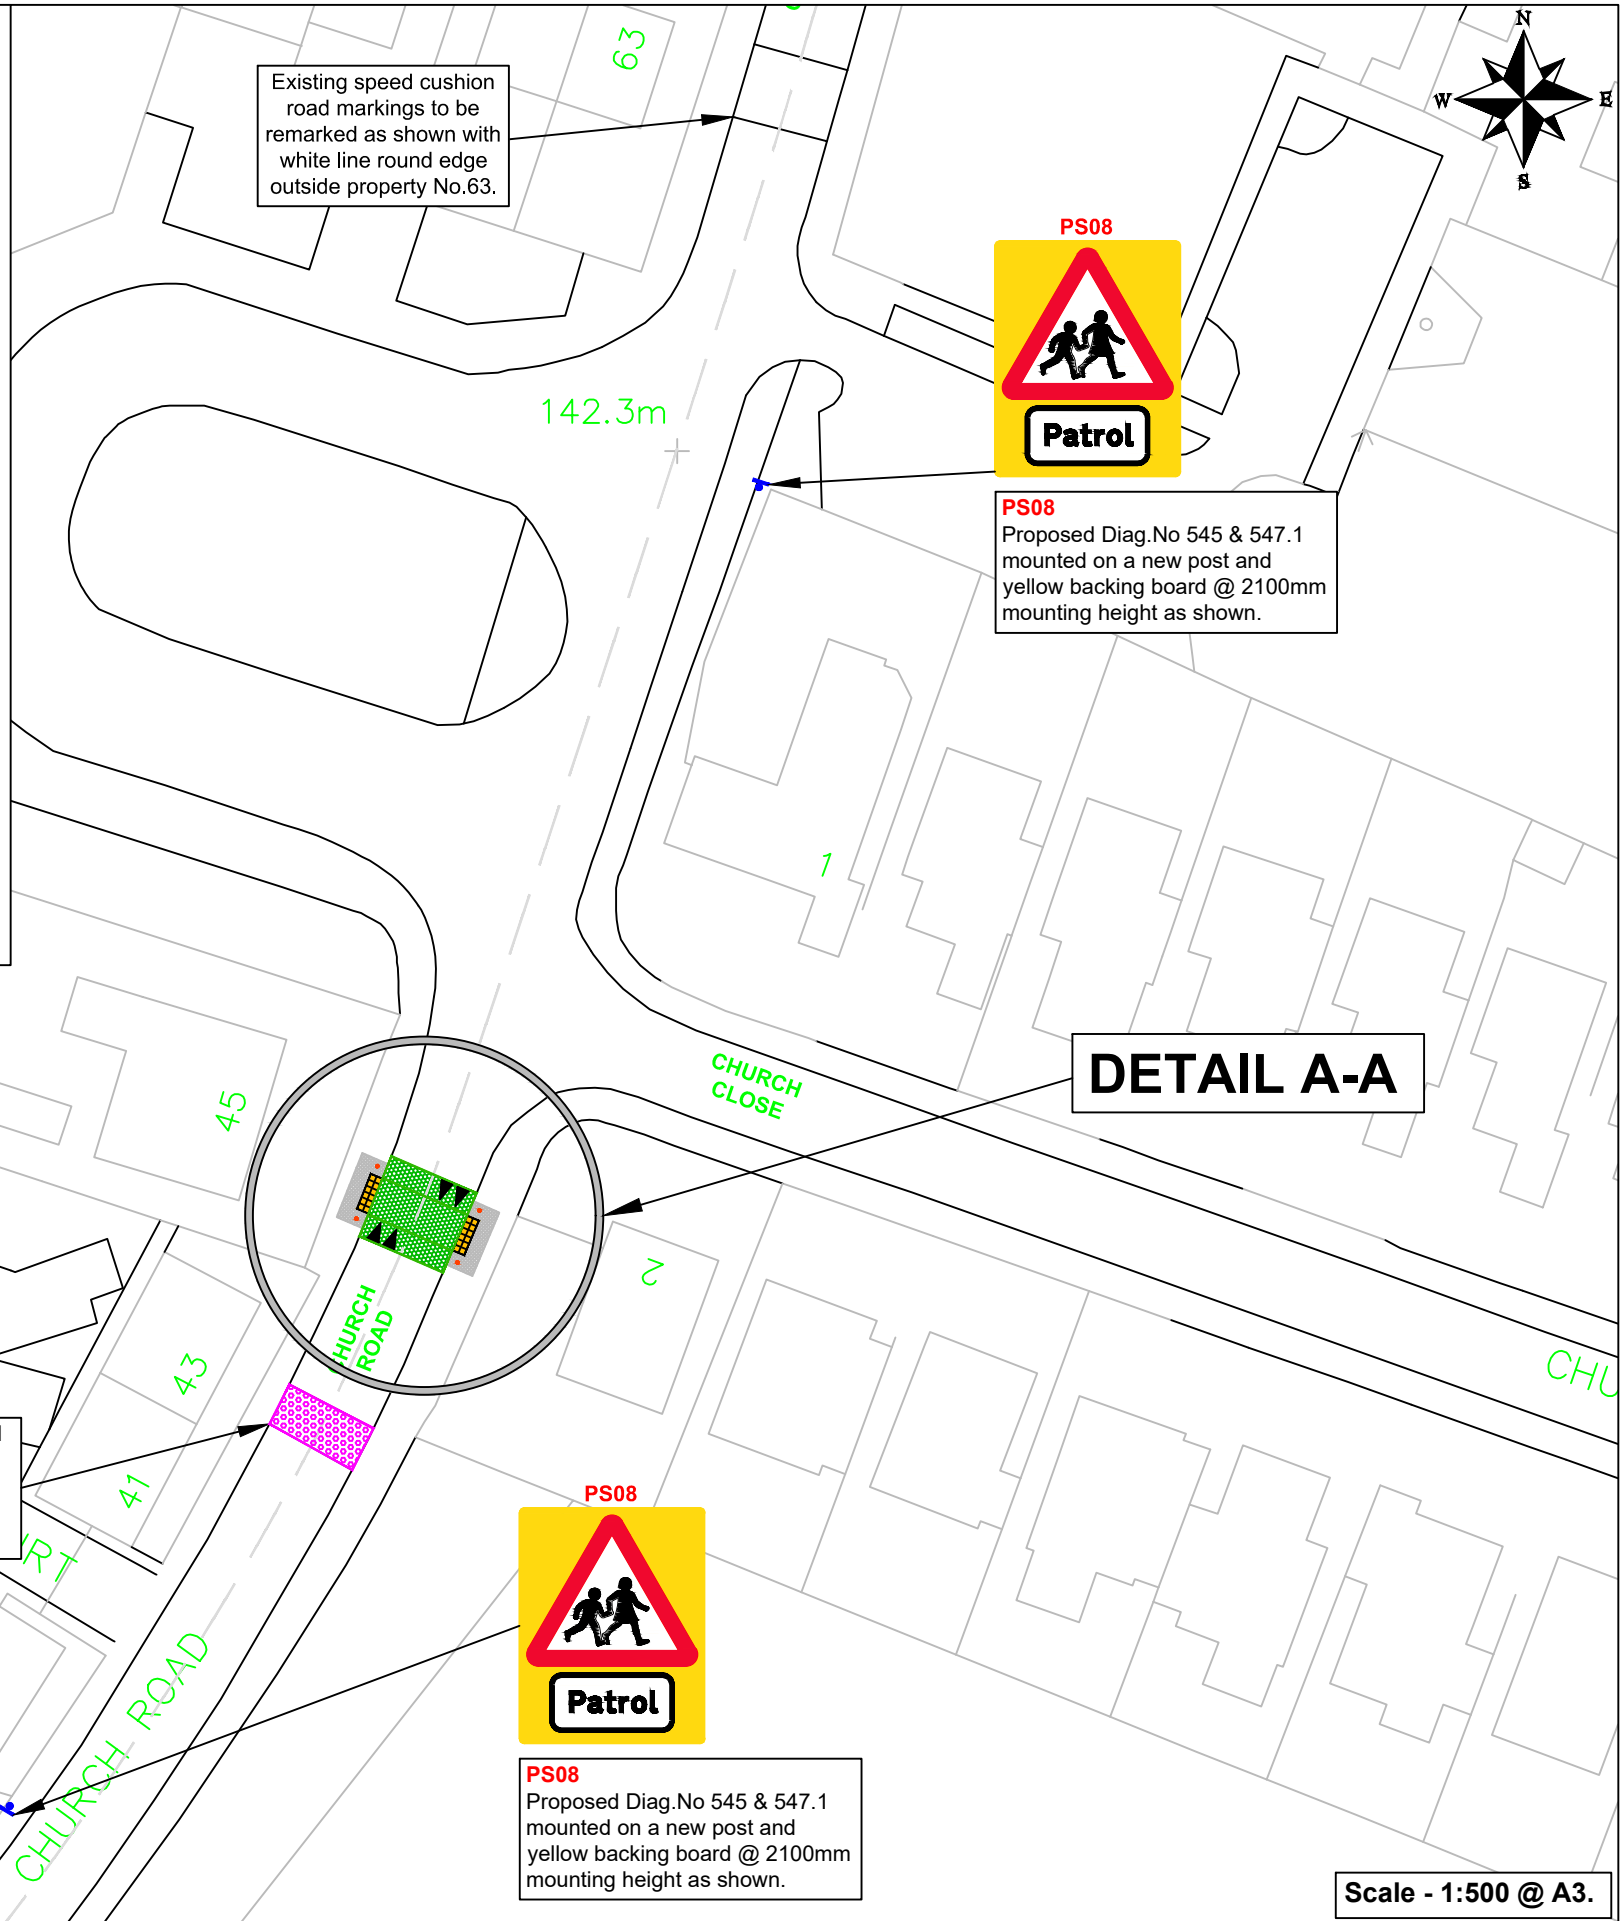 N
W
E
S
63
Existing speed cushion
road markings to be
remarked as shown with
white line round edge
outside property No.63.
PS08
Patrol
142.3m
PS08
Proposed Diag.No 545 & 547.1
mounted on a new post and
yellow backing board @ 2100mm
mounting height as shown.
1
DETAIL A-A
CHURCH
CLOSE
45
2
CHURCH
ROAD
43
41
CHU
PS08
Patrol
RT
CHURCH ROAD
PS08
Proposed Diag.No 545 & 547.1
mounted on a new post and
yellow backing board @ 2100mm
mounting height as shown.
Scale - 1:500 @ A3.